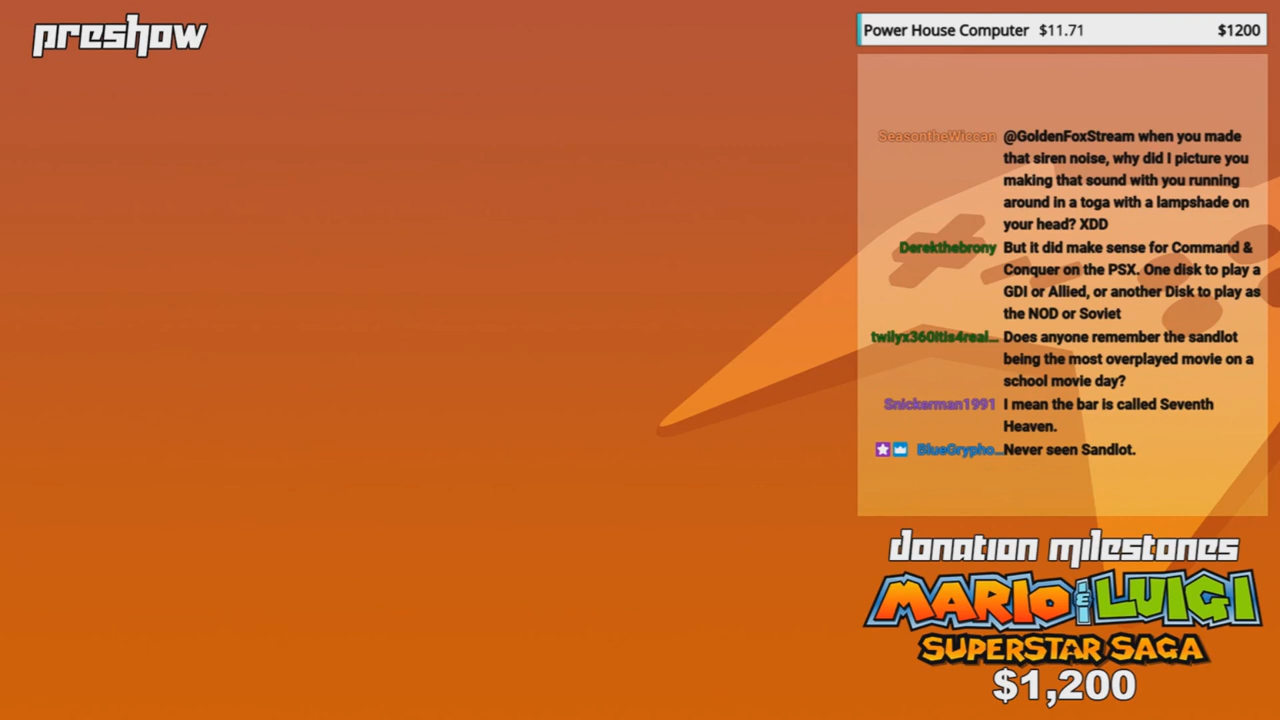 preshow
Power House Computer $11.71 $1200
SeasontheWiccan @GoldenFoxStream when you made
that siren noise, why did I picture you
making that sound with you running
around in a toga with a lampshade on
your head? XDD
Derekthebrony But it did make sense for Command &
Conquer on the PSX. One disk to play a
GDI or Allied, or another Disk to play as
the NOD or Soviet
twilyx360itis4real... Does anyone remember the sandlot
being the most overplayed movie on a
school movie day?
Snickerman1991 I mean the bar is called Seventh
Heaven.
BlueGrypho... Never seen Sandlot.
donation milestones
MARIO & LUIGI
SUPERSTAR SAGA
$1,200